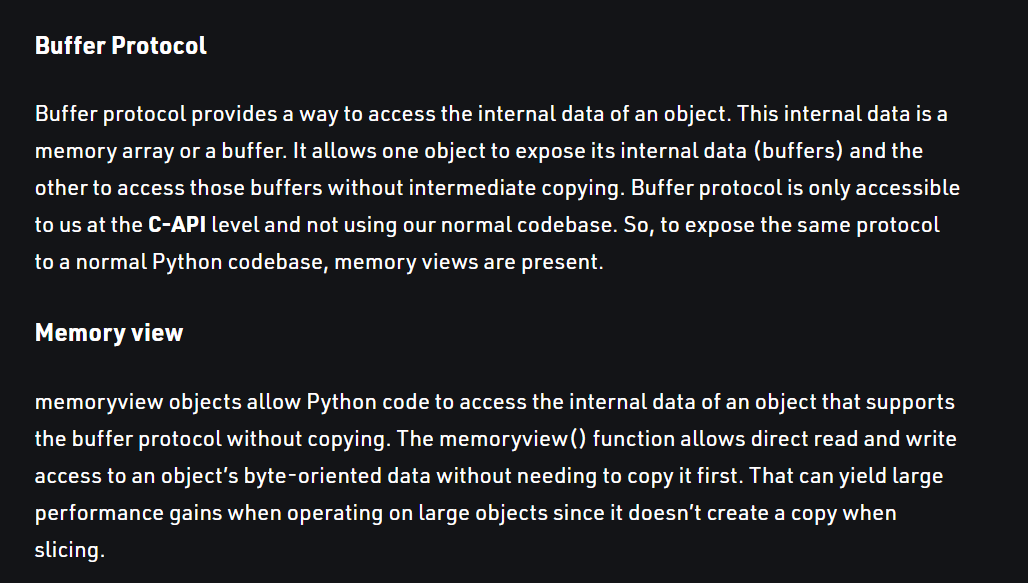 Buffer Protocol
Buffer protocol provides a way to access the internal data of an object. This internal data is a
memory array or a buffer. It allows one object to expose its internal data (buffers) and the
other to access those buffers without intermediate copying. Buffer protocol is only accessible
to us at the C-API level and not using our normal codebase. So, to expose the same protocol
to a normal Python codebase, memory views are present.
Memory view
memoryview objects allow Python code to access the internal data of an object that supports
the buffer protocol without copying. The memoryview() function allows direct read and write
access to an object’s byte-oriented data without needing to copy it first. That can yield large
performance gains when operating on large objects since it doesn’t create a copy when
slicing.